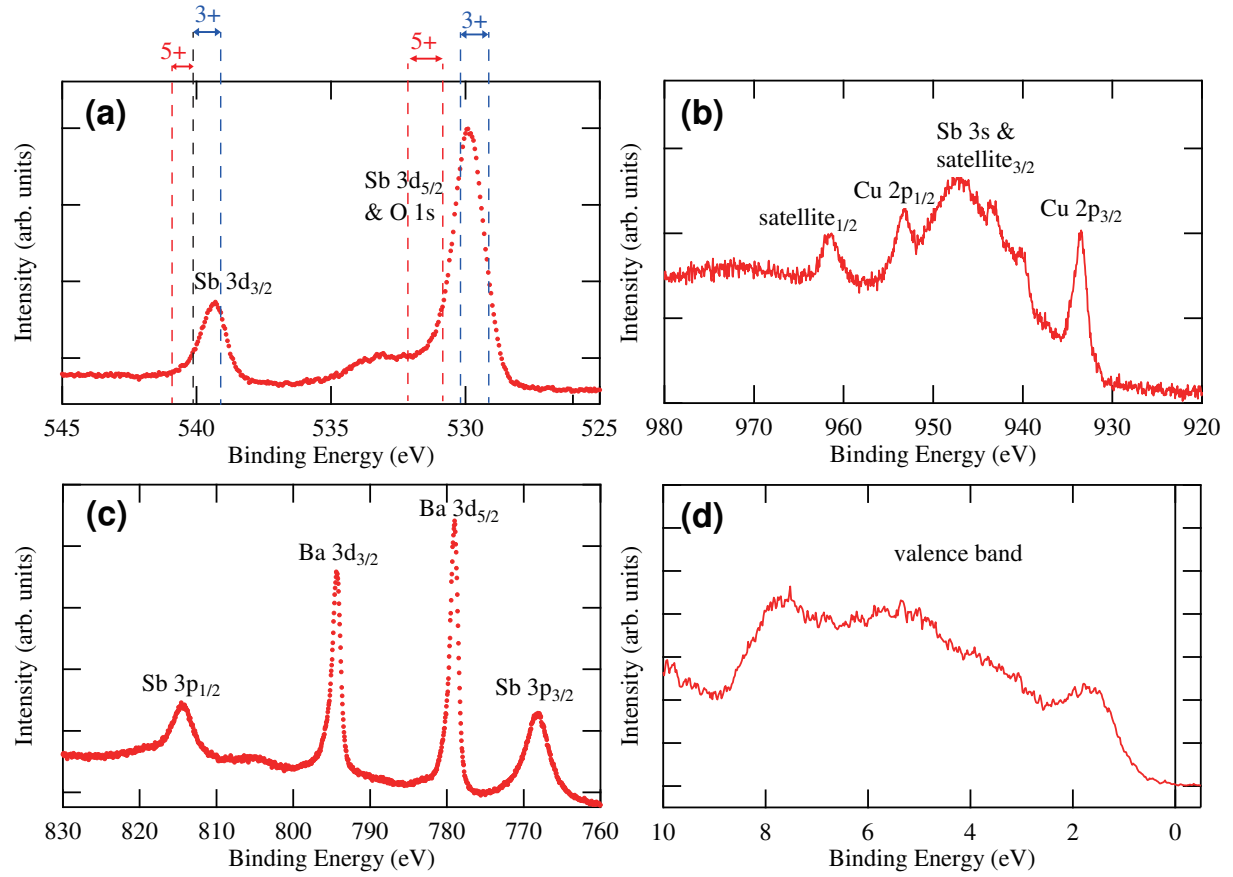 3+
3+
5+
5+
(a)
Sb 3d5/2
& O 1s
Sb 3d3/2
Intensity (arb. units)
545
540
535
530
525
Binding Energy (eV)
(b)
Sb 3s &
satellite3/2
Cu 2p1/2
satellite1/2
Cu 2p3/2
Intensity (arb. units)
980
970
960
950
940
930
920
Binding Energy (eV)
(c)
Ba 3d5/2
Ba 3d3/2
Sb 3p1/2
Sb 3p3/2
Intensity (arb. units)
830
820
810
800
790
780
770
760
Binding Energy (eV)
(d)
valence band
Intensity (arb. units)
10
8
6
4
2
0
Binding Energy (eV)